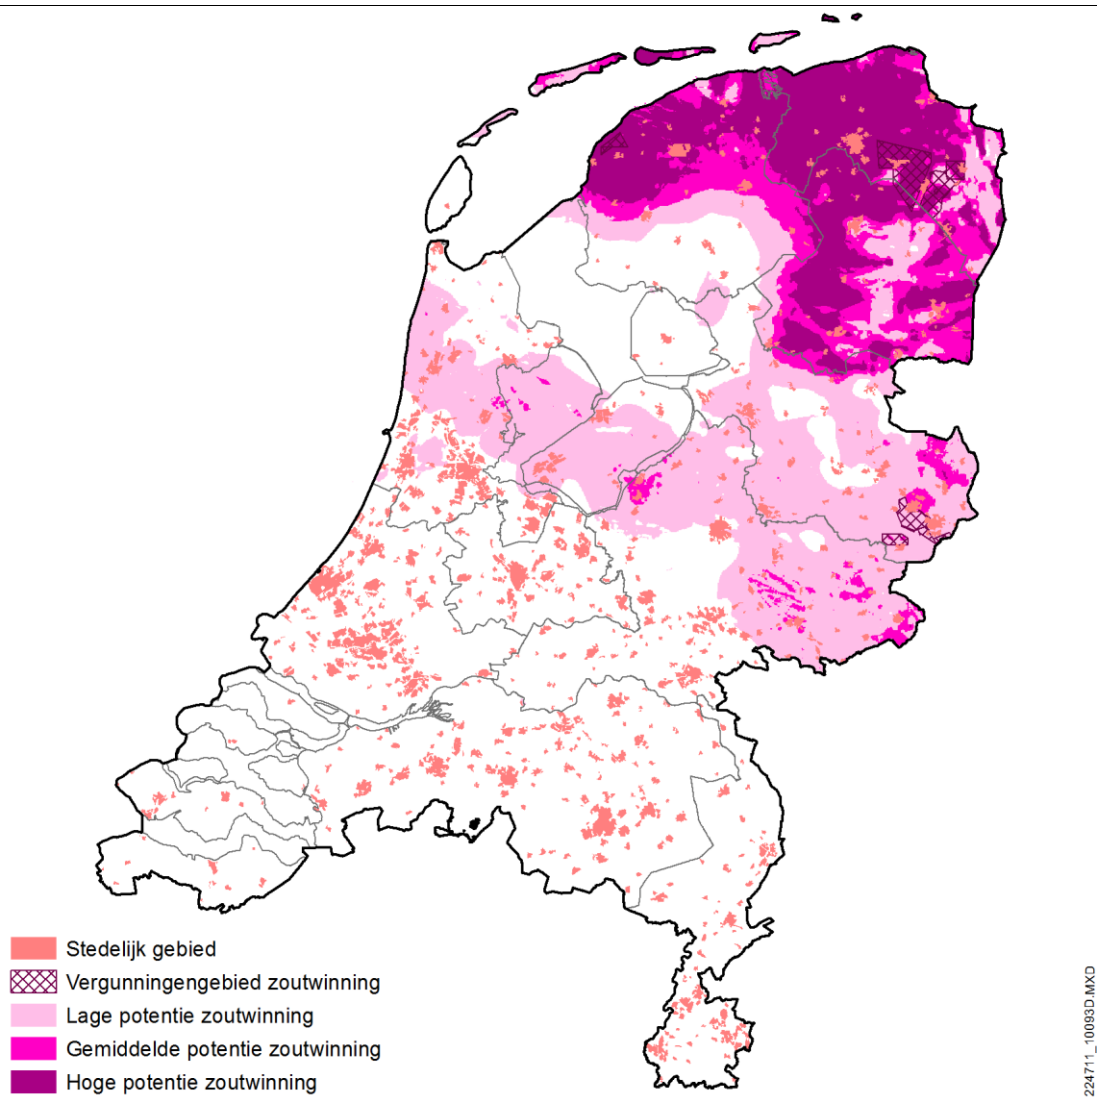 Stedelijk gebied
Vergunningengebied zoutwinning
Lage potentie zoutwinning
Gemiddelde potentie zoutwinning
Hoge potentie zoutwinning
224711_10093D.MXD